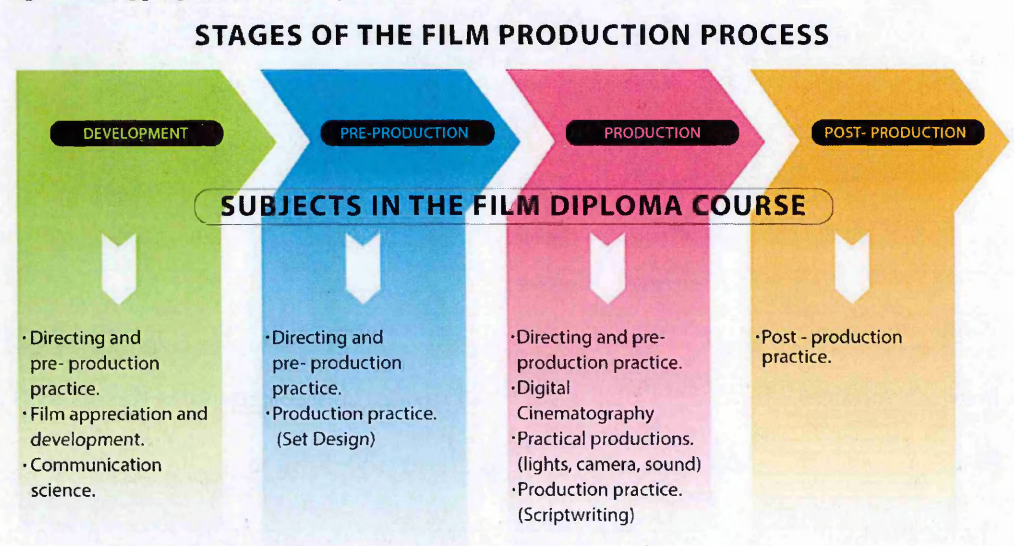 STAGES OF THE FILM PRODUCTION PROCESS
DEVELOPMENT
PRE-PRODUCTION
PRODUCTION
POST- PRODUCTION
SUBJECTS IN THE FILM DIPLOMA COURSE
· Directing and
pre- production
practice.
· Film appreciation and
development.
· Communication
science.
· Directing and
pre- production
practice.
· Production practice.
(Set Design)
· Directing and pre-
production practice.
· Digital
Cinematography
· Practical productions.
(lights, camera, sound)
· Production practice.
(Scriptwriting)
· Post - production
practice.